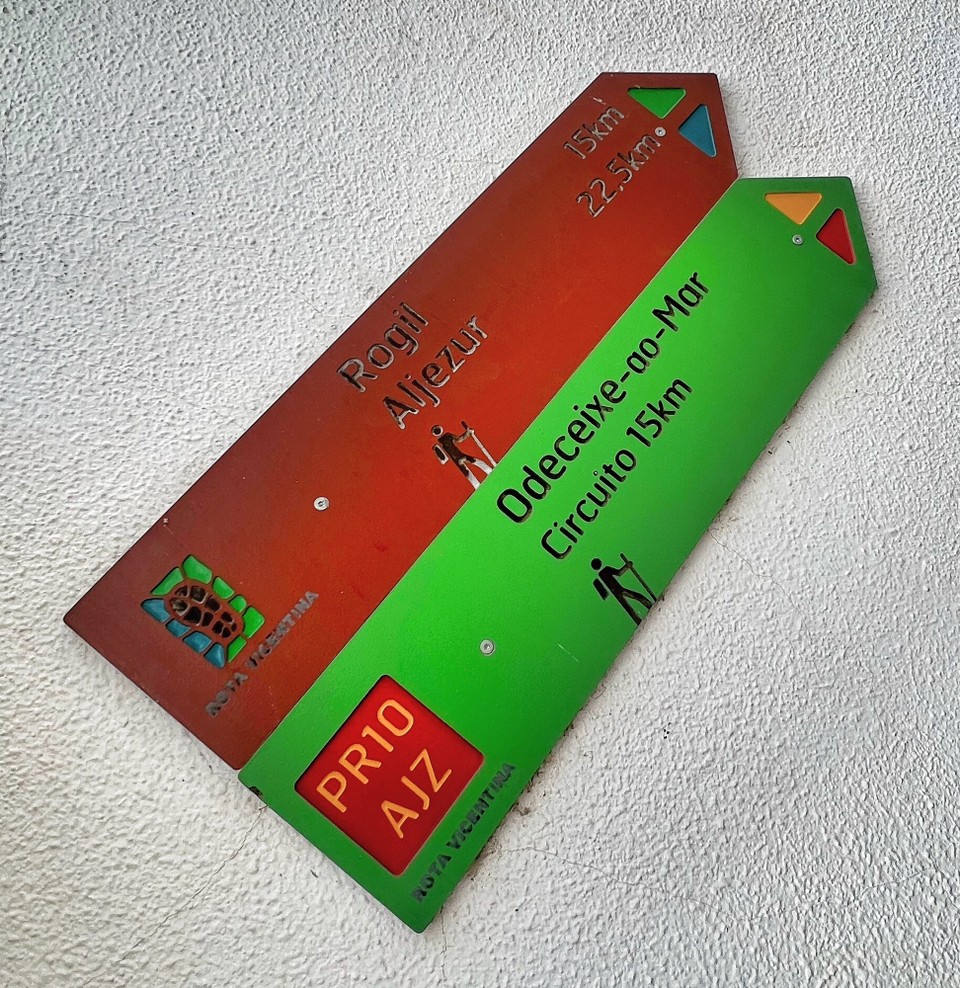 Rogil 15km
Aljezur 22,5km
ROTA VICENTINA
Odeceixe-ao-Mar
Circuito 15km
PR10
AJZ
ROTA VICENTINA